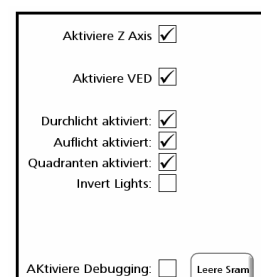 Aktiviere Z Axis
Aktiviere VED
Durchlicht aktiviert:
Auflicht aktiviert:
Quadranten aktiviert:
Invert Lights:
AKtiviere Debugging: Leere Sram